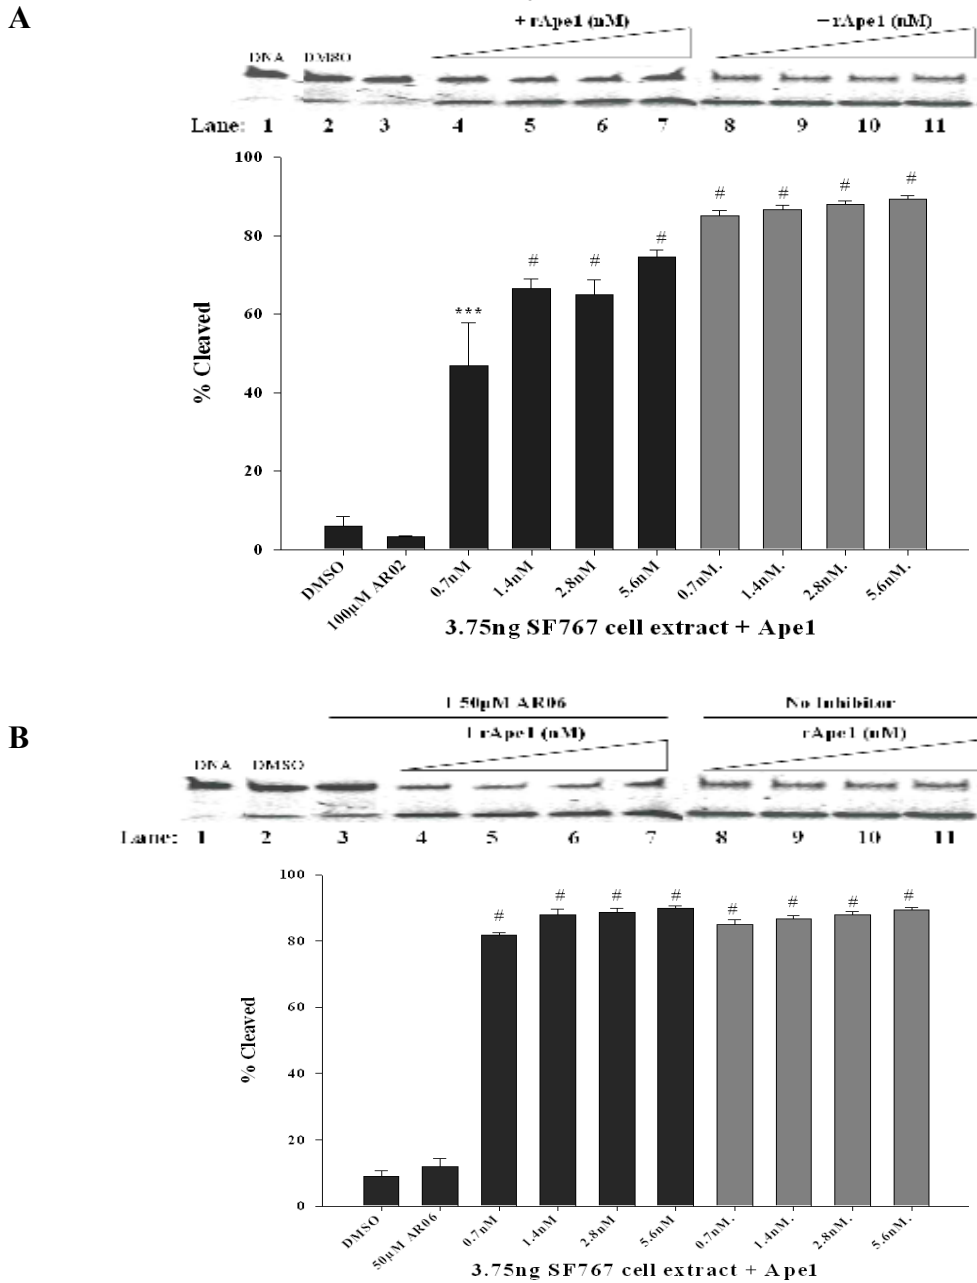 A
+ rApe1 (nM)
− rApe1 (nM)
DNA DMSO
Lane: 1 2 3 4 5 6 7 8 9 10 11
100
80
60
40
20
0
% Cleaved
***
# # # # # # #
DMSO
100µM AR02
0.7nM
1.4nM
2.8nM
5.6nM
0.7nM.
1.4nM.
2.8nM.
5.6nM.
3.75ng SF767 cell extract + Ape1
B
50µM AR06
No Inhibitor
rApe1 (nM)
rApe1 (nM)
DNA DMSO
Lane: 1 2 3 4 5 6 7 8 9 10 11
100
80
60
40
20
0
% Cleaved
# # # # # # # #
DMSO
50µM AR06
0.7nM
1.4nM
2.8nM
5.6nM
0.7nM.
1.4nM.
2.8nM.
5.6nM.
3.75ng SF767 cell extract + Ape1